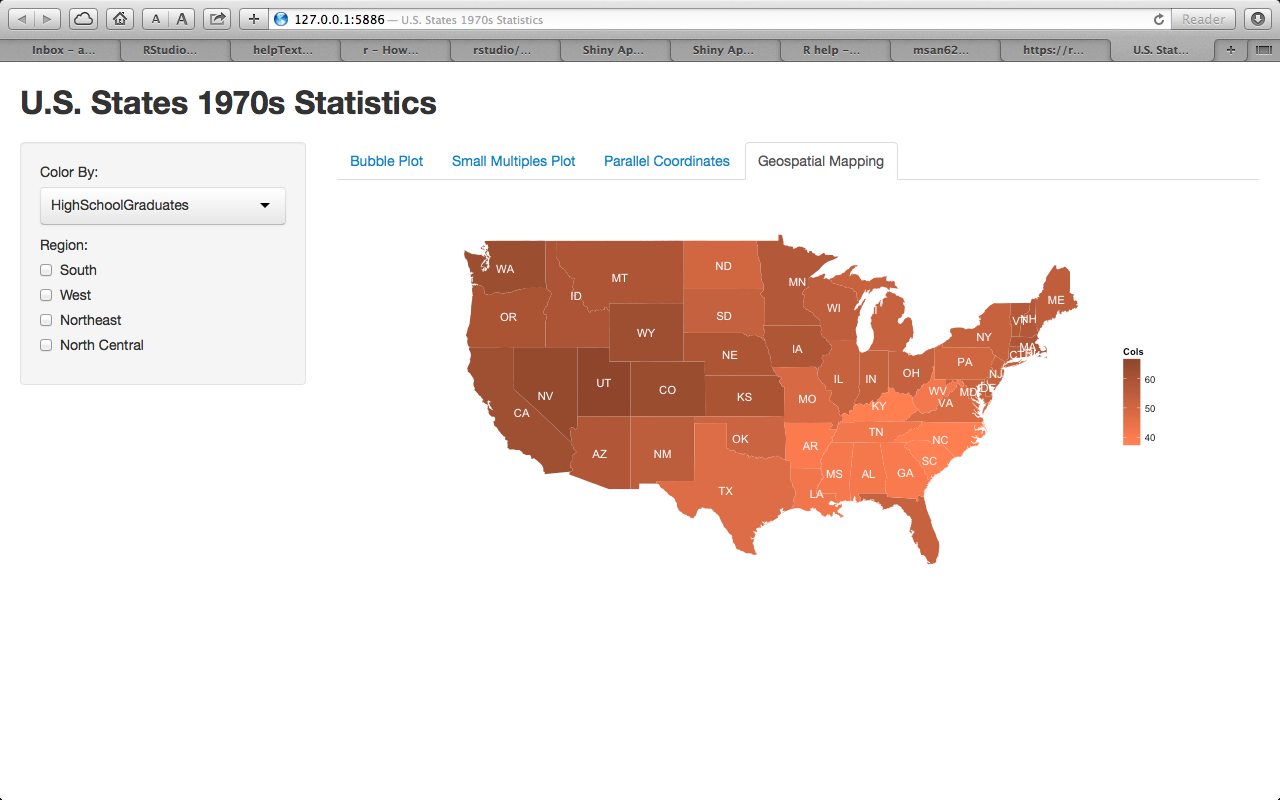 A A + 127.0.0.1:5886 — U.S. States 1970s Statistics Reader
Inbox – a... RStudio... helpText... r – How... rstudio/... Shiny Ap... Shiny Ap... R help –... msan62... https://r... U.S. Stat... +
U.S. States 1970s Statistics
Color By:
HighSchoolGraduates
Region:
South
West
Northeast
North Central
Bubble Plot Small Multiples Plot Parallel Coordinates Geospatial Mapping
WA MT ND MN ME
ID
OR WY SD WI VT NH
NY MA
NE IA PA CT
NV UT CO KS IL IN OH NJ
CA MO WV MD DE
KY VA
AZ NM OK AR TN NC
SC
TX MS AL GA
LA
Cols
60
50
40